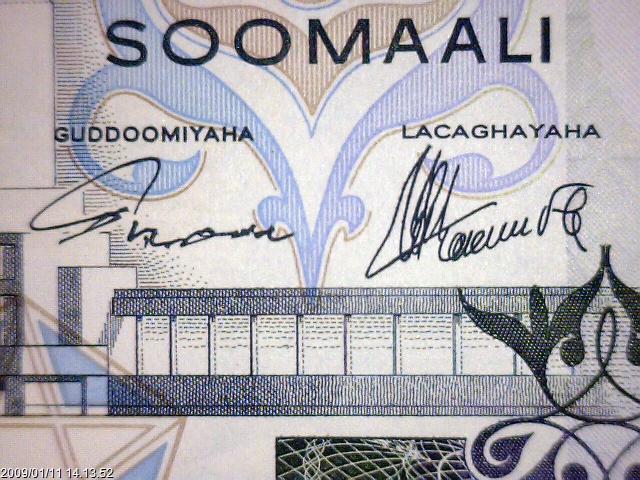 SOOMAALI
GUDDOOMIYAHA
LACAGHAYAHA
2009/01/11 14.13.52